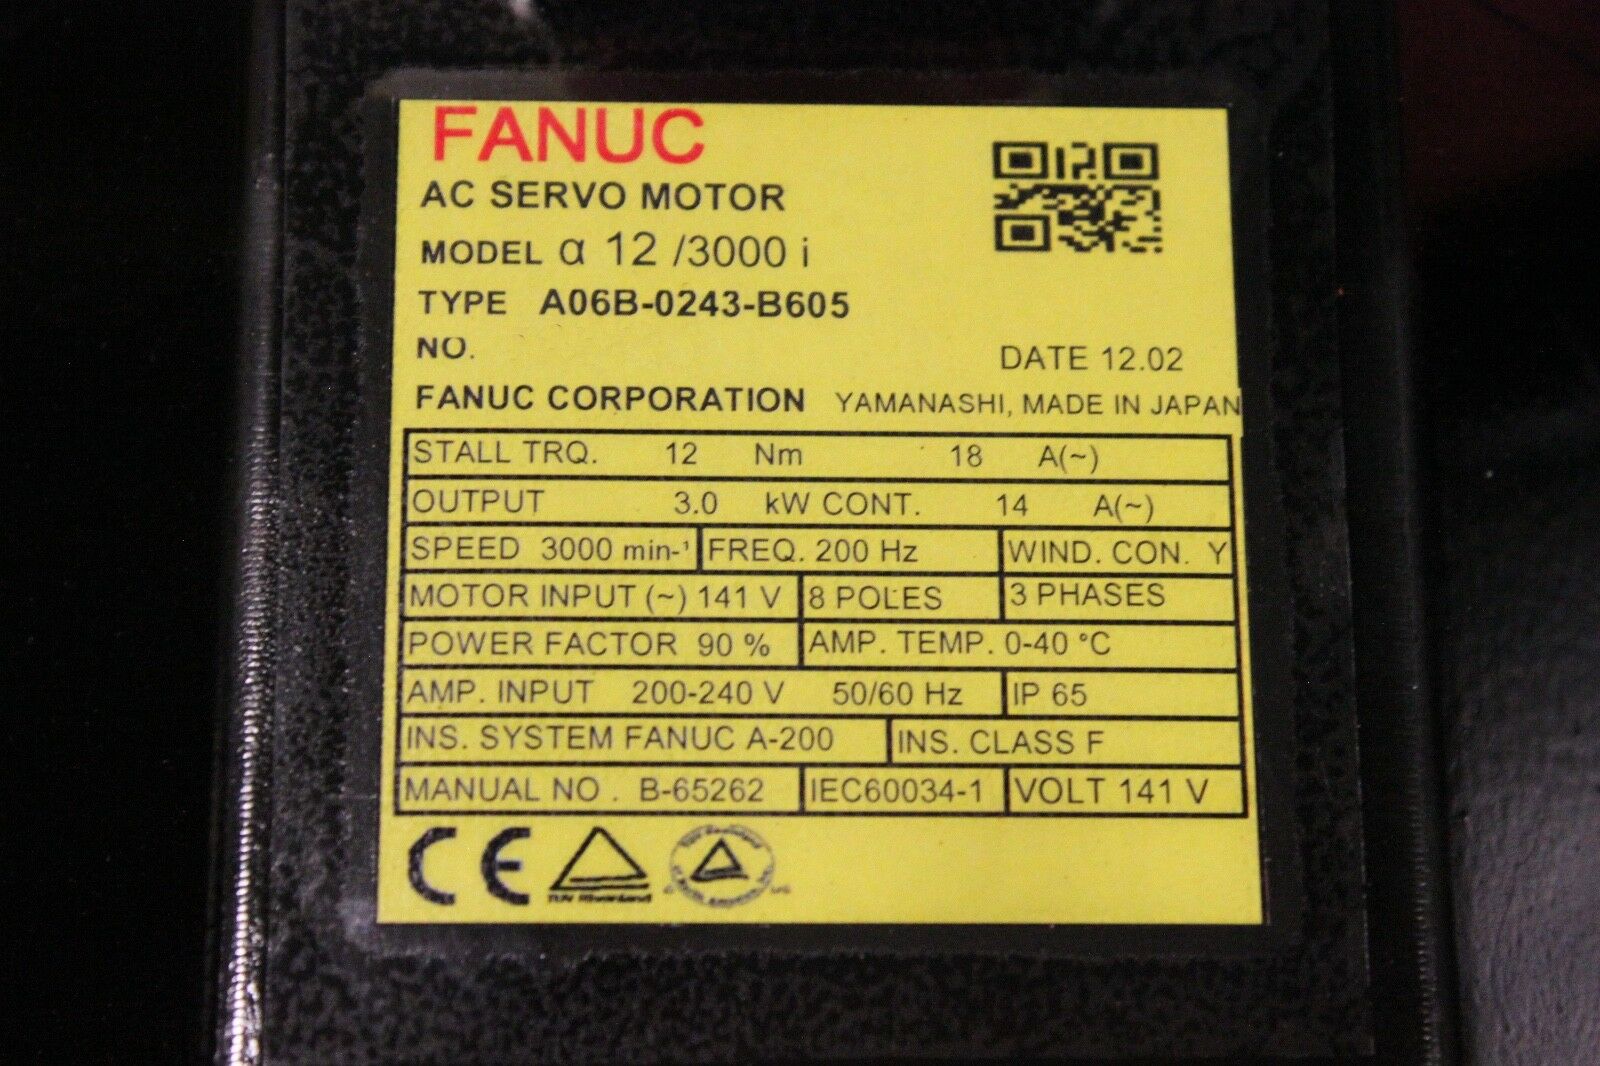 FANUC
AC SERVO MOTOR
MODEL α 12 /3000 i
TYPE A06B-0243-B605
NO.
DATE 12.02
FANUC CORPORATION YAMANASHI, MADE IN JAPAN
STALL TRQ. 12 Nm 18 A(~)
OUTPUT 3.0 kW CONT. 14 A(~)
SPEED 3000 min-¹ FREQ. 200 Hz WIND. CON. Y
MOTOR INPUT (~) 141 V 8 POLES 3 PHASES
POWER FACTOR 90 % AMP. TEMP. 0-40 °C
AMP. INPUT 200-240 V 50/60 Hz IP 65
INS. SYSTEM FANUC A-200 INS. CLASS F
MANUAL NO . B-65262 IEC60034-1 VOLT 141 V
CE
TUV Rheinland